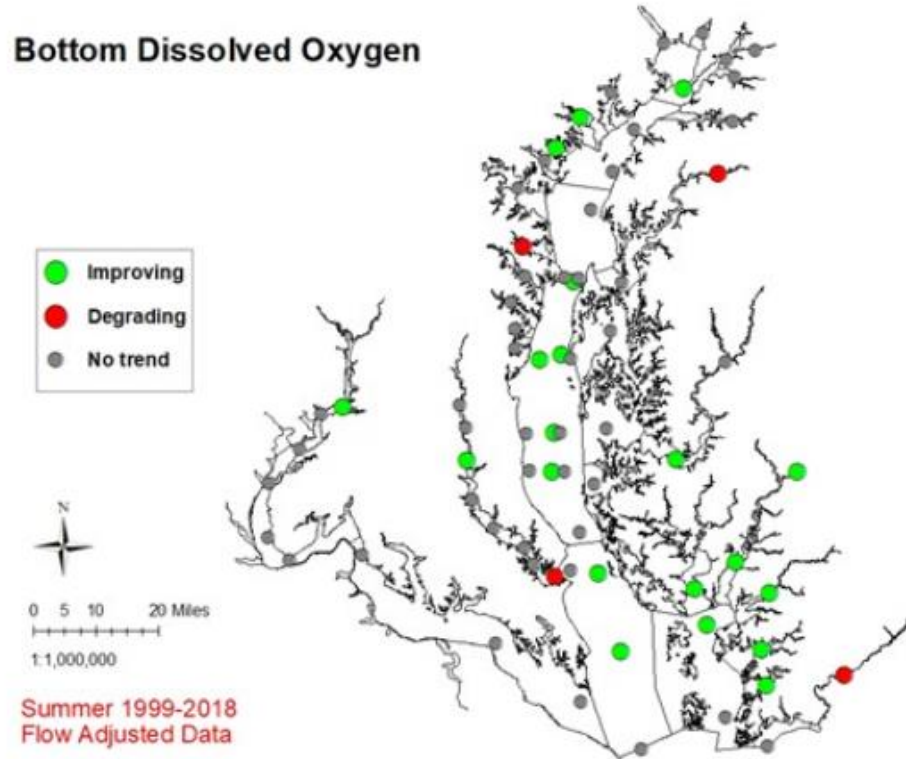 Bottom Dissolved Oxygen
Improving
Degrading
No trend
N
0 5 10 20 Miles
1:1,000,000
Summer 1999-2018
Flow Adjusted Data